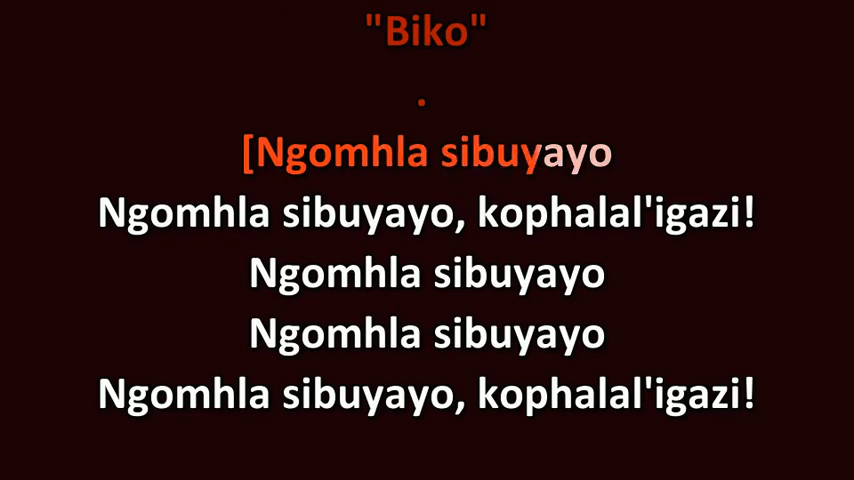 "Biko"
.
[Ngomhla sibuyayo
Ngomhla sibuyayo, kophalal'igazi!
Ngomhla sibuyayo
Ngomhla sibuyayo
Ngomhla sibuyayo, kophalal'igazi!